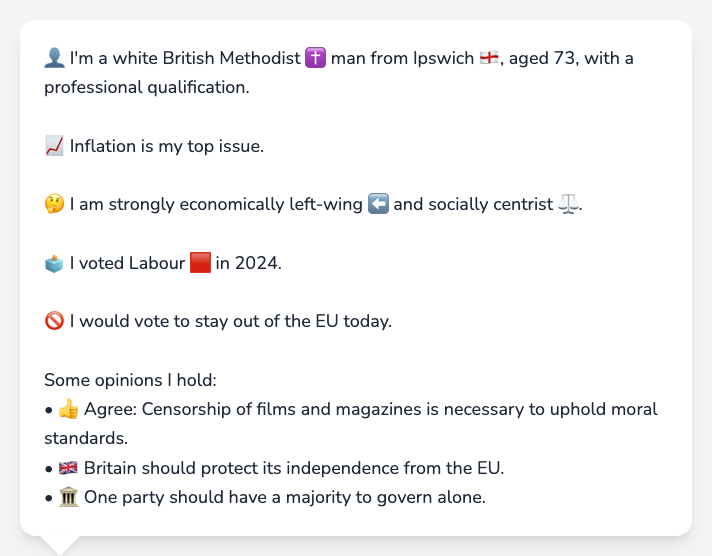 👤 I'm a white British Methodist ✝️ man from Ipswich 🏴󠁧󠁢󠁥󠁮󠁧󠁿, aged 73, with a
professional qualification.
📈 Inflation is my top issue.
🤔 I am strongly economically left-wing ⬅️ and socially centrist ⚖️.
🗳️ I voted Labour 🟥 in 2024.
🚫 I would vote to stay out of the EU today.
Some opinions I hold:
• 👍 Agree: Censorship of films and magazines is necessary to uphold moral
standards.
• 🇬🇧 Britain should protect its independence from the EU.
• 🏛️ One party should have a majority to govern alone.